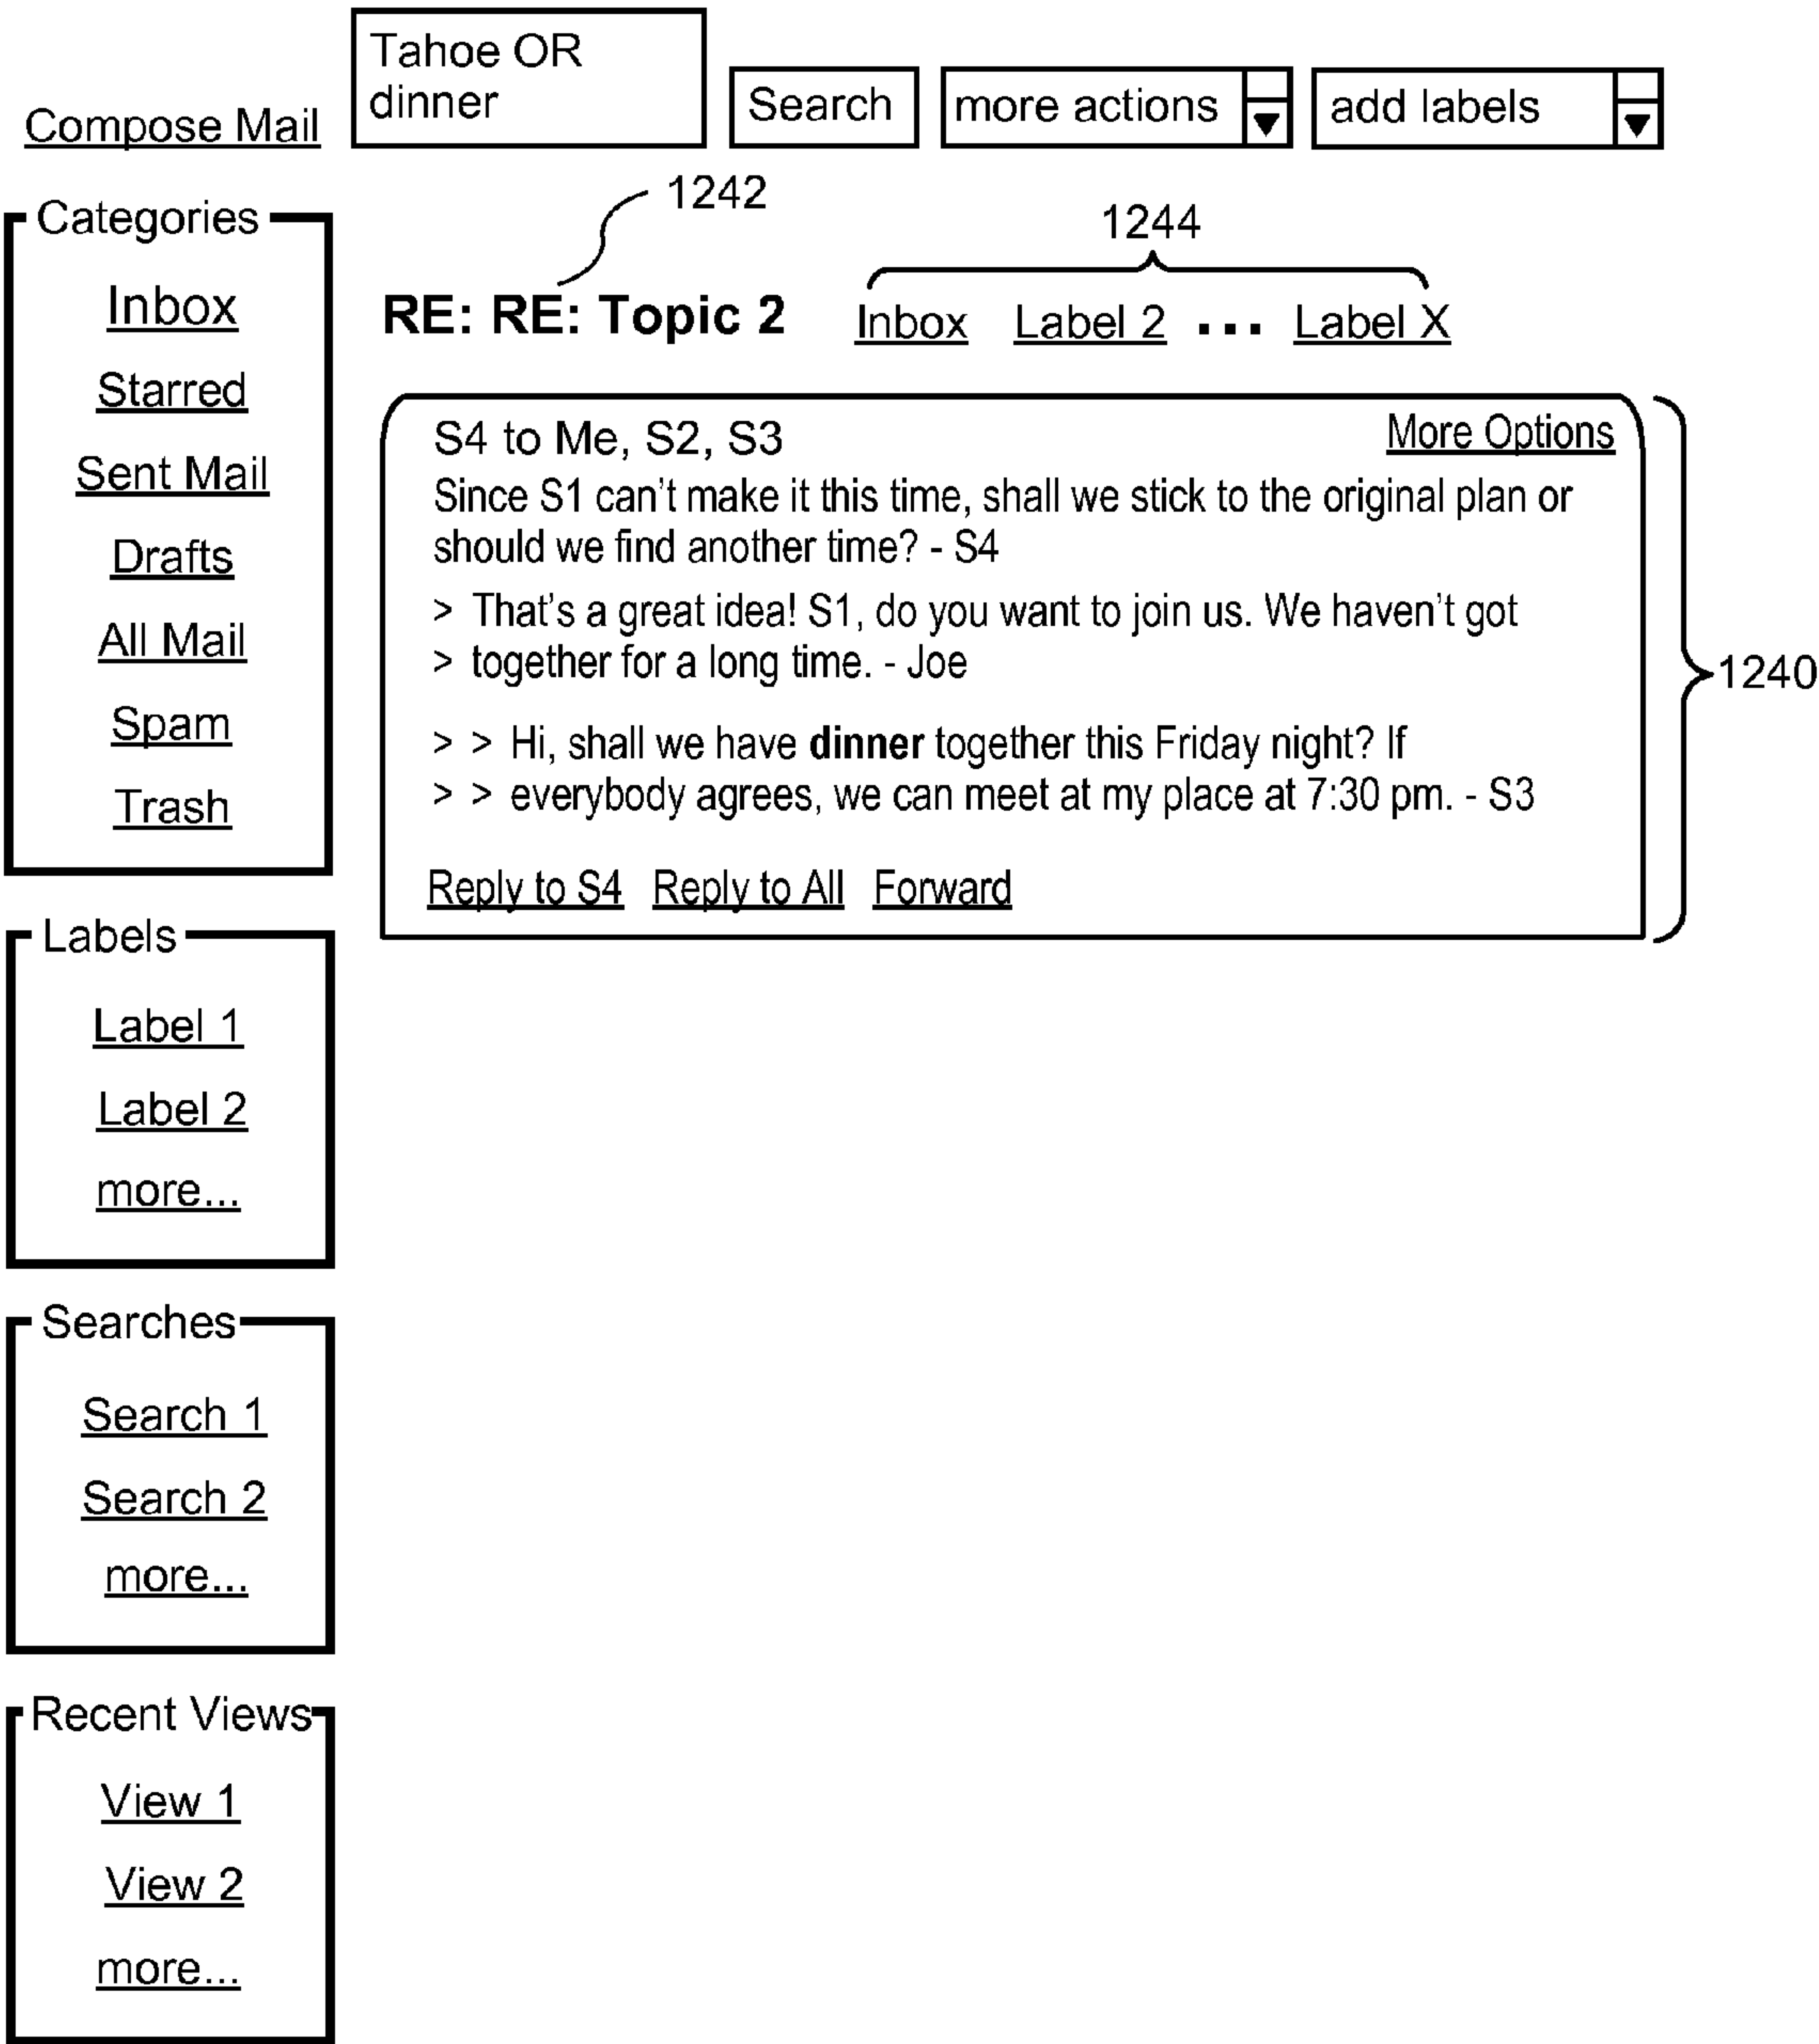 Compose Mail
Tahoe OR
dinner
Search
more actions
add labels
Categories
Inbox
Starred
Sent Mail
Drafts
All Mail
Spam
Trash
Labels
Label 1
Label 2
more...
Searches
Search 1
Search 2
more...
Recent Views
View 1
View 2
more...
1242
1244
RE: RE: Topic 2
Inbox Label 2 ... Label X
S4 to Me, S2, S3
More Options
Since S1 can't make it this time, shall we stick to the original plan or
should we find another time? - S4
> That's a great idea! S1, do you want to join us. We haven't got
> together for a long time. - Joe
> > Hi, shall we have dinner together this Friday night? If
> > everybody agrees, we can meet at my place at 7:30 pm. - S3
Reply to S4 Reply to All Forward
1240